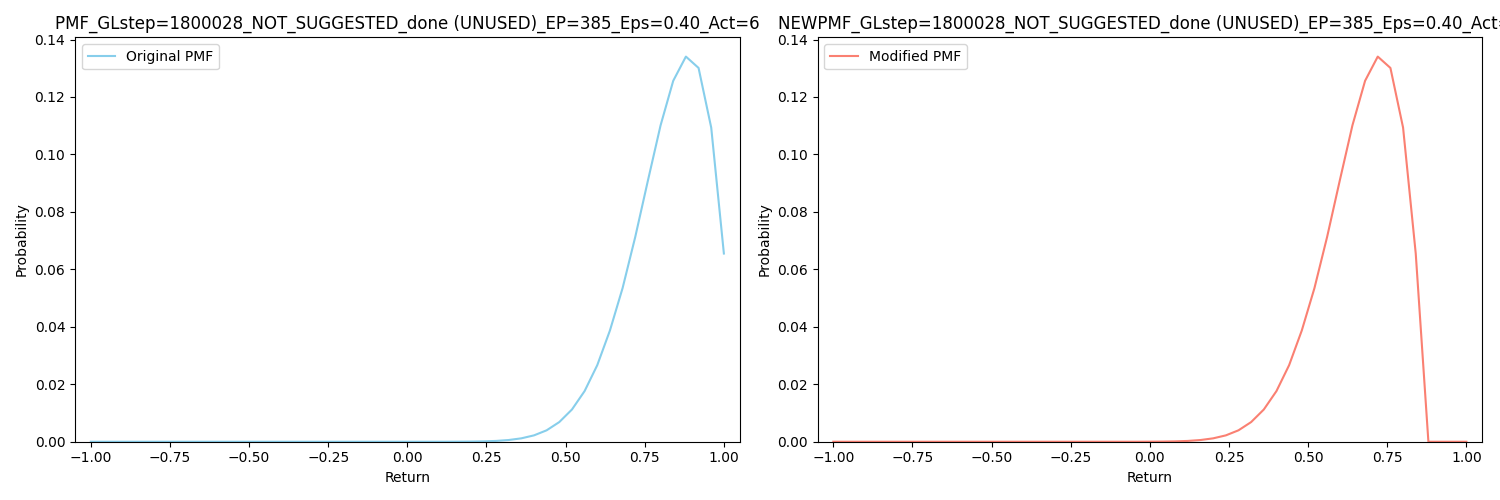 PMF_GLstep=1800028_NOT_SUGGESTED_done (UNUSED)_EP=385_Eps=0.40_Act=6
Original PMF
Probability
0.14
0.12
0.10
0.08
0.06
0.04
0.02
0.00
−1.00 −0.75 −0.50 −0.25 0.00 0.25 0.50 0.75 1.00
Return
NEWPMF_GLstep=1800028_NOT_SUGGESTED_done (UNUSED)_EP=385_Eps=0.40_Act=
Modified PMF
Probability
0.14
0.12
0.10
0.08
0.06
0.04
0.02
0.00
−1.00 −0.75 −0.50 −0.25 0.00 0.25 0.50 0.75 1.00
Return